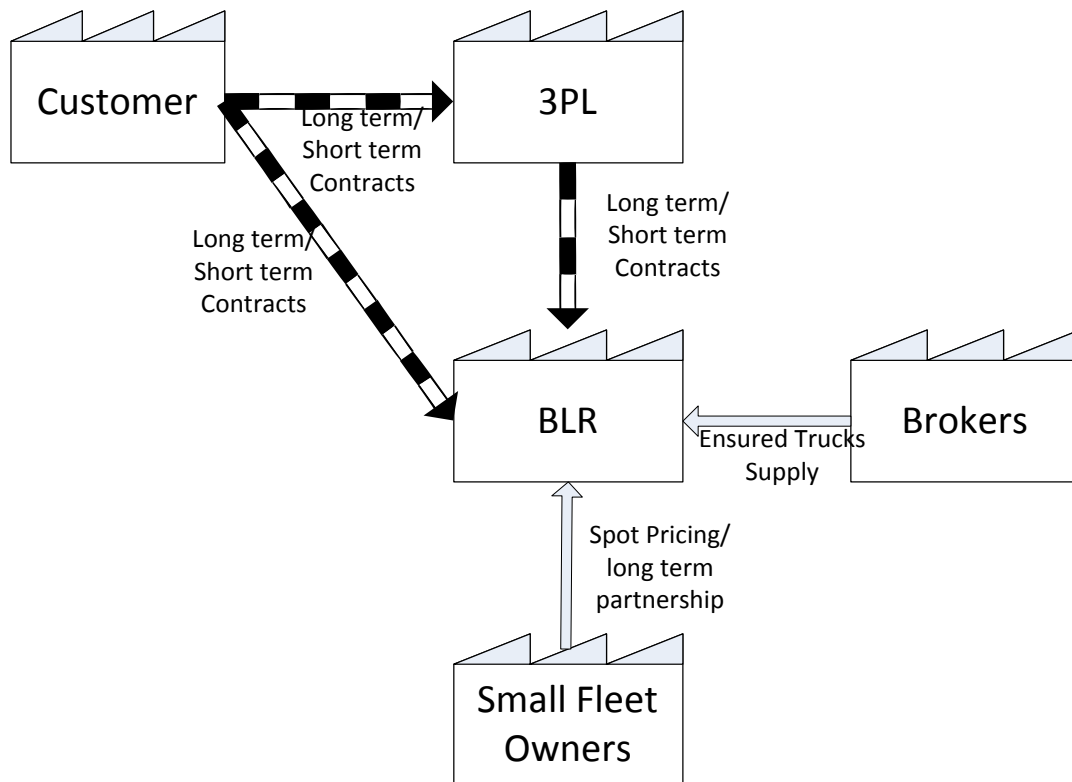 Customer
3PL
Long term/
Short term
Contracts
Long term/
Short term
Contracts
Long term/
Short term
Contracts
BLR
Brokers
Ensured Trucks
Supply
Spot Pricing/
long term
partnership
Small Fleet
Owners